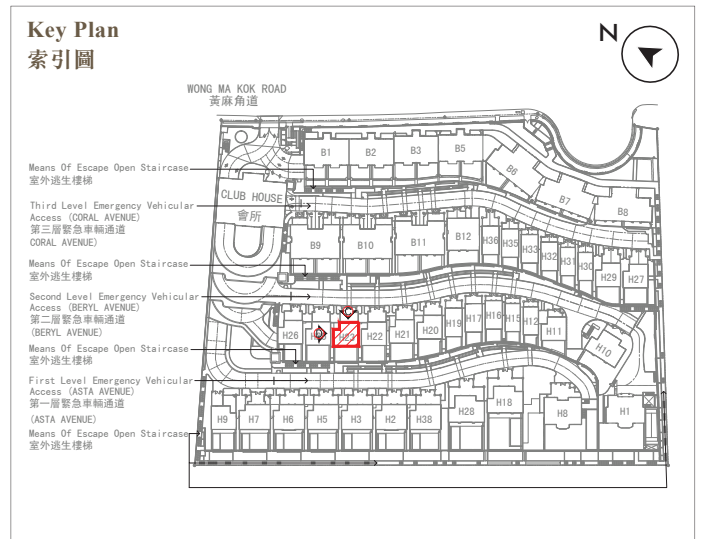 Key Plan
索引圖
N
WONG MA KOK ROAD
黃麻角道
Means Of Escape Open Staircase
室外逃生樓梯
Third Level Emergency Vehicular
Access (CORAL AVENUE)
第三層緊急車輛通道
CORAL AVENUE)
Means Of Escape Open Staircase
室外逃生樓梯
Second Level Emergency Vehicular
Access (BERYL AVENUE)
第二層緊急車輛通道
(BERYL AVENUE)
Means Of Escape Open Staircase
室外逃生樓梯
First Level Emergency Vehicular
Access (ASTA AVENUE)
第一層緊急車輛通道
(ASTA AVENUE)
Means Of Escape Open Staircase
室外逃生樓梯
CLUB HOUSE
會所
B1 B2 B3 B5 B6 B7 B8
B9 B10 B11 B12 H36 H35 H33 H32 H31 H30 H29 H27
H26 H23 H22 H21 H20 H19 H17 H16 H15 H12 H11 H10
H9 H7 H6 H5 H3 H2 H38 H28 H18 H8 H1